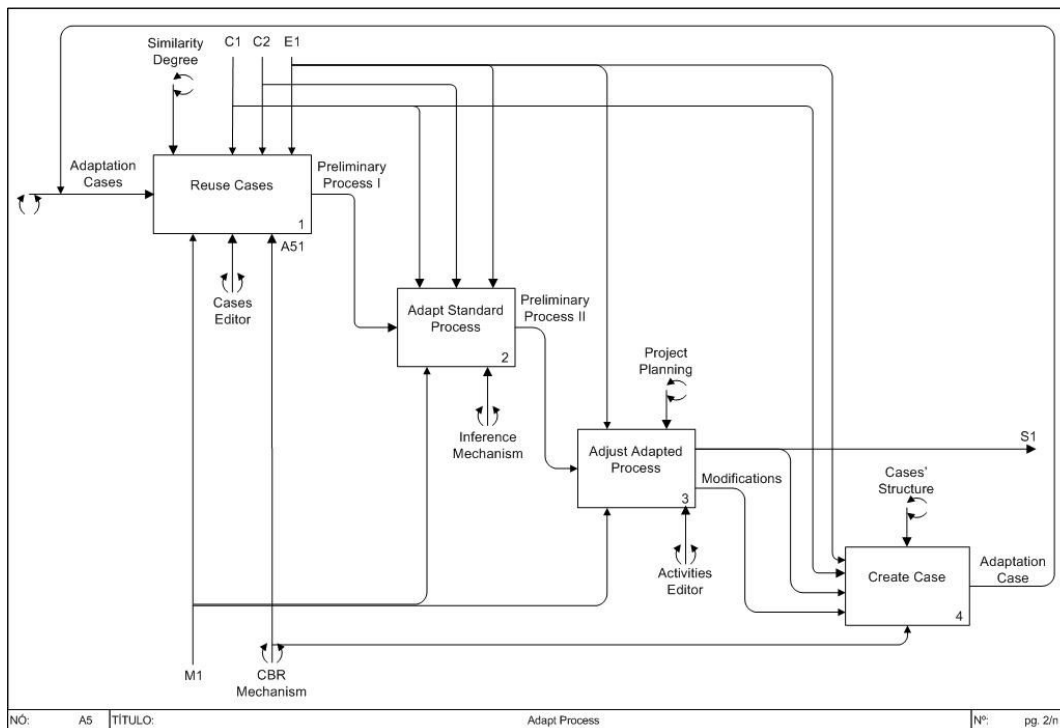 Similarity
Degree
C1
C2
E1
Adaptation
Cases
Reuse Cases
1
Preliminary
Process I
A51
Cases
Editor
Adapt Standard
Process
2
Preliminary
Process II
Inference
Mechanism
Project
Planning
Adjust Adapted
Process
3
S1
Modifications
Cases'
Structure
Activities
Editor
Create Case
4
Adaptation
Case
M1
CBR
Mechanism
NÓ: A5 TÍTULO: Adapt Process Nº: pg. 2/n